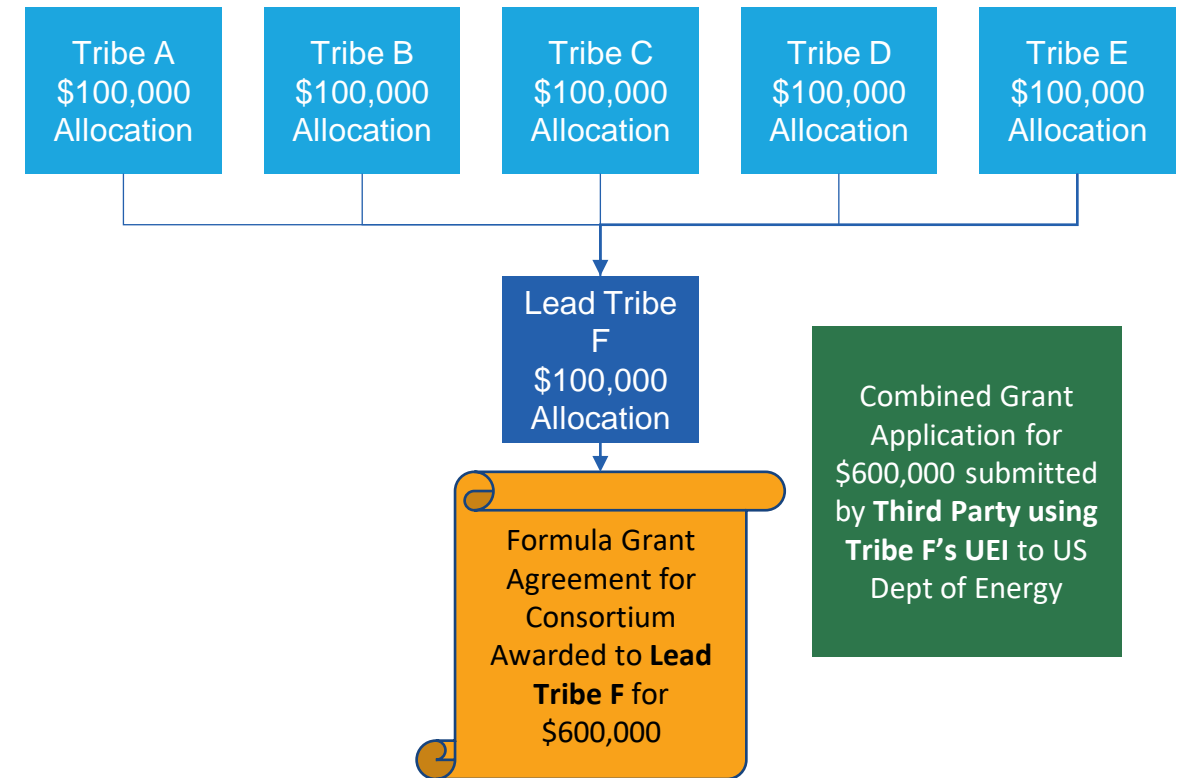 Tribe A
$100,000
Allocation
Tribe B
$100,000
Allocation
Tribe C
$100,000
Allocation
Tribe D
$100,000
Allocation
Tribe E
$100,000
Allocation
Lead Tribe
F
$100,000
Allocation
Combined Grant
Application for
$600,000 submitted
by Third Party using
Tribe F’s UEI to US
Dept of Energy
Formula Grant
Agreement for
Consortium
Awarded to Lead
Tribe F for
$600,000